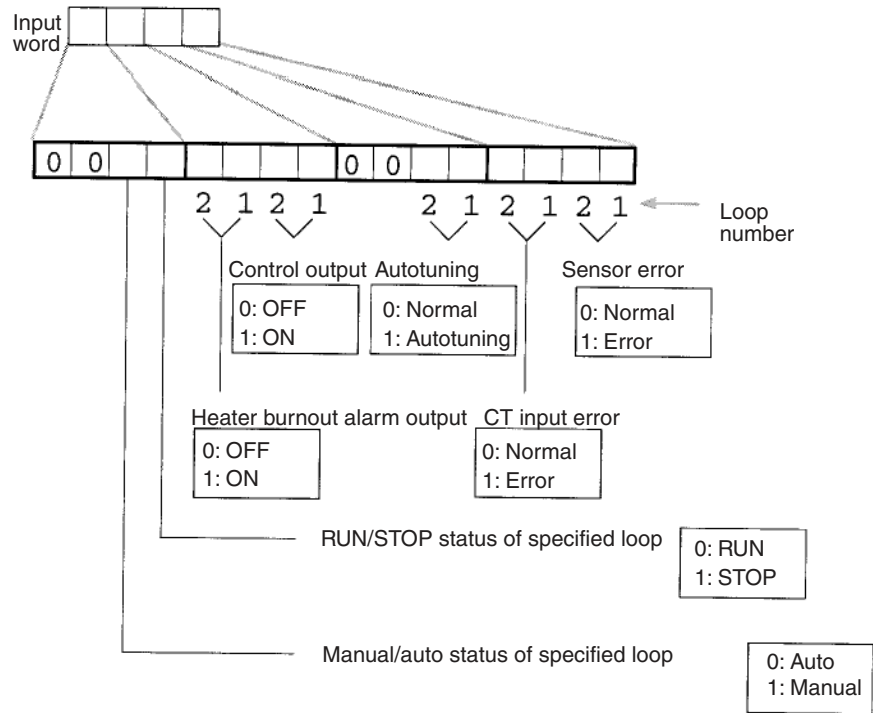 Input
word
0 0 0 0
2 1 2 1 2 1 2 1 2 1
Loop
number
Control output Autotuning Sensor error
0: OFF
1: ON
0: Normal
1: Autotuning
0: Normal
1: Error
Heater burnout alarm output CT input error
0: OFF
1: ON
0: Normal
1: Error
RUN/STOP status of specified loop
0: RUN
1: STOP
Manual/auto status of specified loop
0: Auto
1: Manual